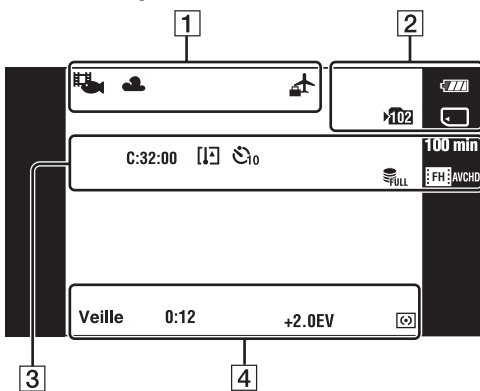 1
2
102
100 min
C:32:00
10
FULL
FH AVCHD
Veille 0:12 +2.0EV
3
4